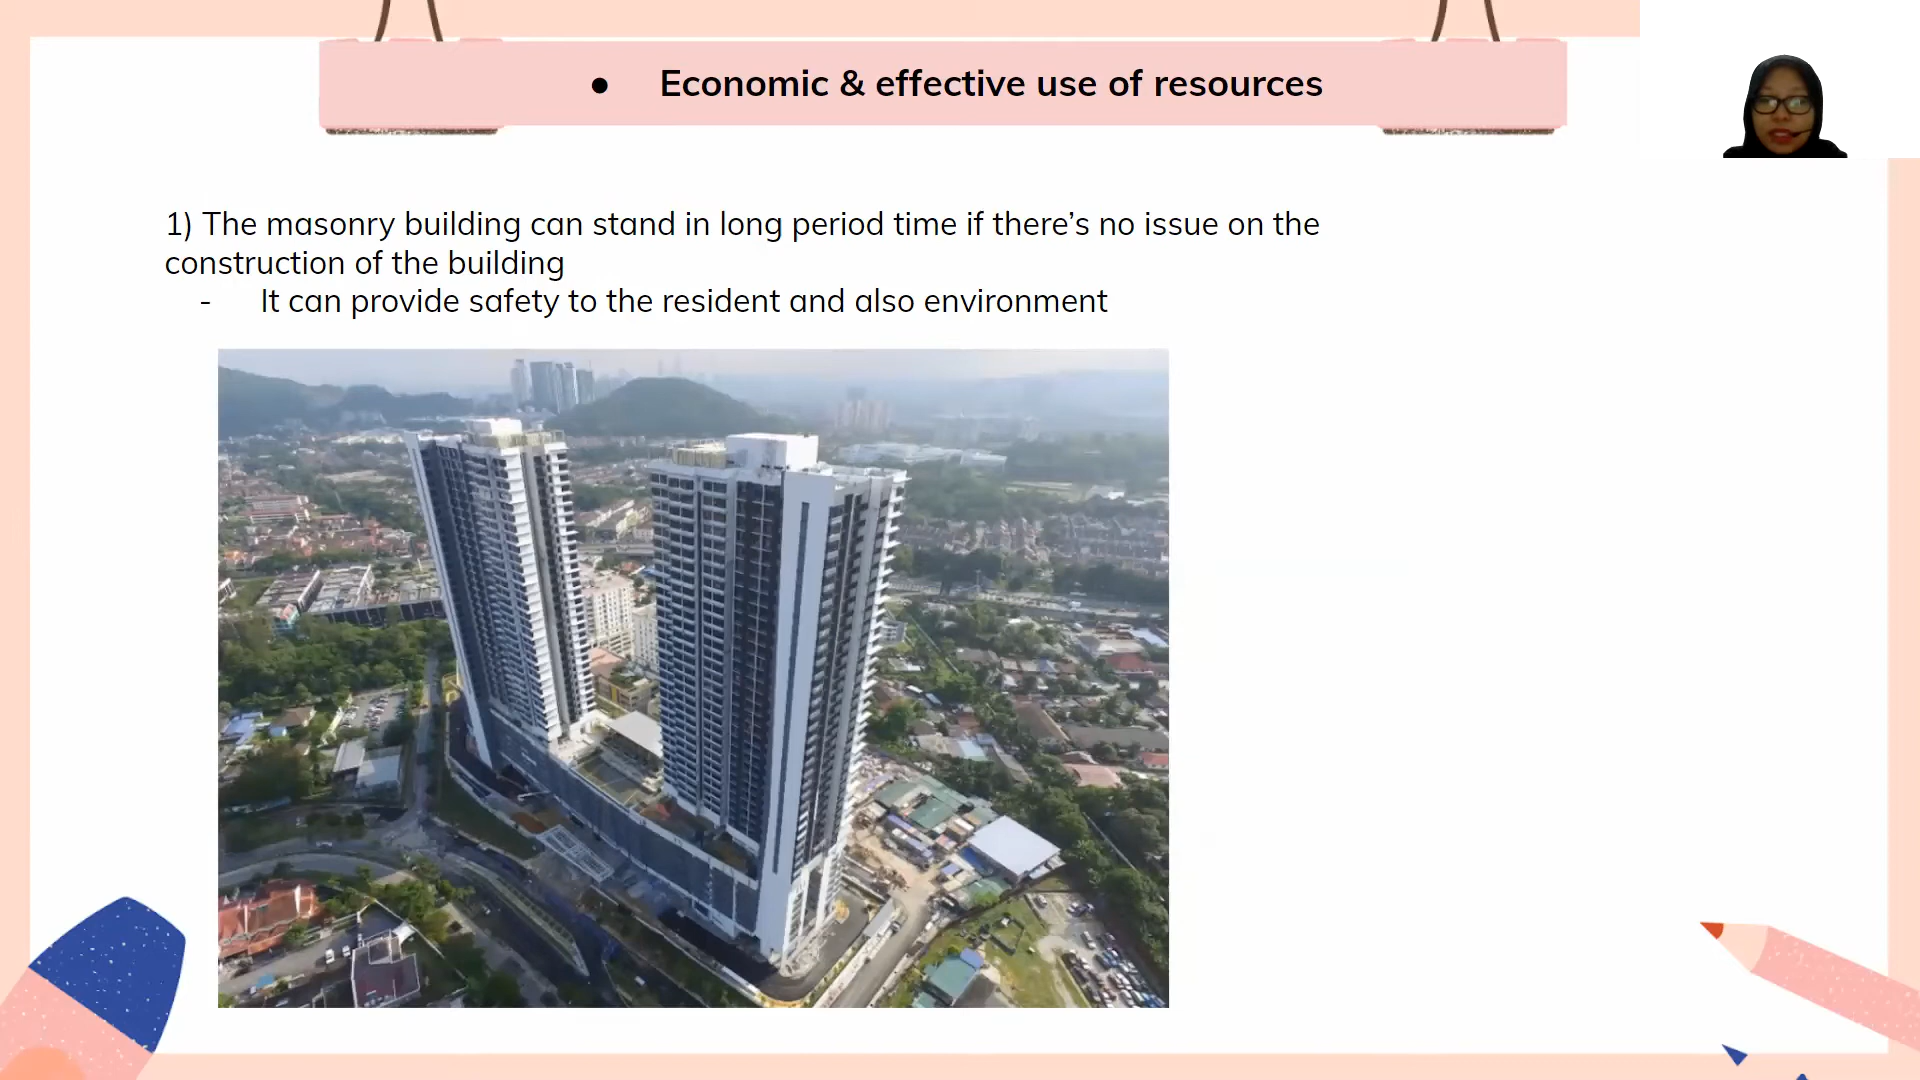 ● Economic & effective use of resources
1) The masonry building can stand in long period time if there’s no issue on the
construction of the building
- It can provide safety to the resident and also environment